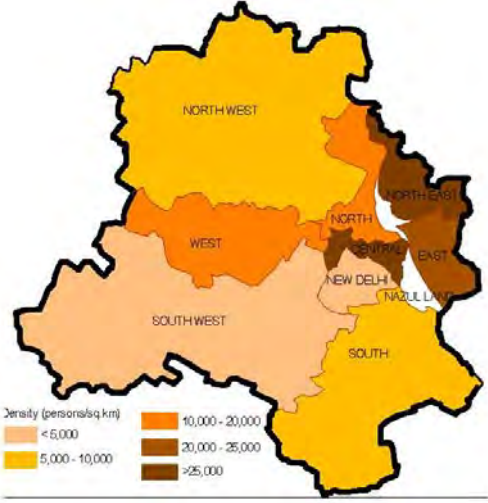 NORTH WEST
NORTH EAST
NORTH
WEST
CENTRAL
EAST
NEW DELHI
NAZUL LAND
SOUTH WEST
SOUTH
Density (persons/sq.km)
< 5,000
5,000 - 10,000
10,000 - 20,000
20,000 - 25,000
>25,000